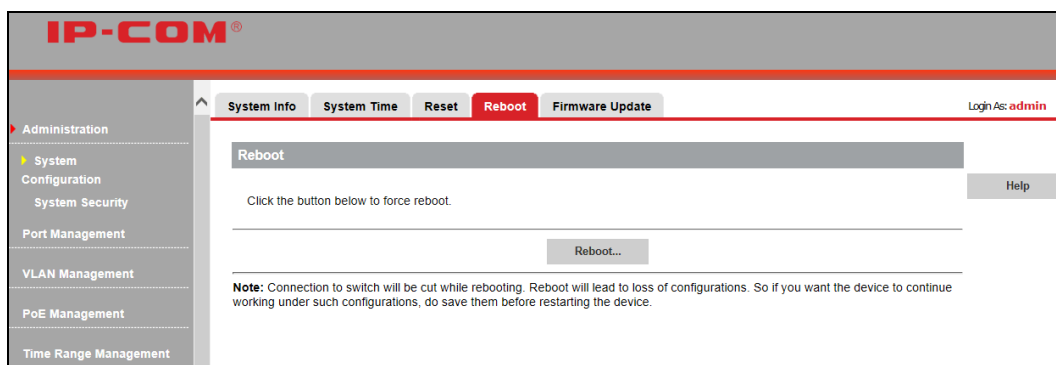 IP-COM®
System Info System Time Reset Reboot Firmware Update
Login As: admin
Administration
System
Configuration
System Security
Port Management
VLAN Management
PoE Management
Time Range Management
Reboot
Click the button below to force reboot.
Reboot...
Note: Connection to switch will be cut while rebooting. Reboot will lead to loss of configurations. So if you want the device to continue
working under such configurations, do save them before restarting the device.
Help